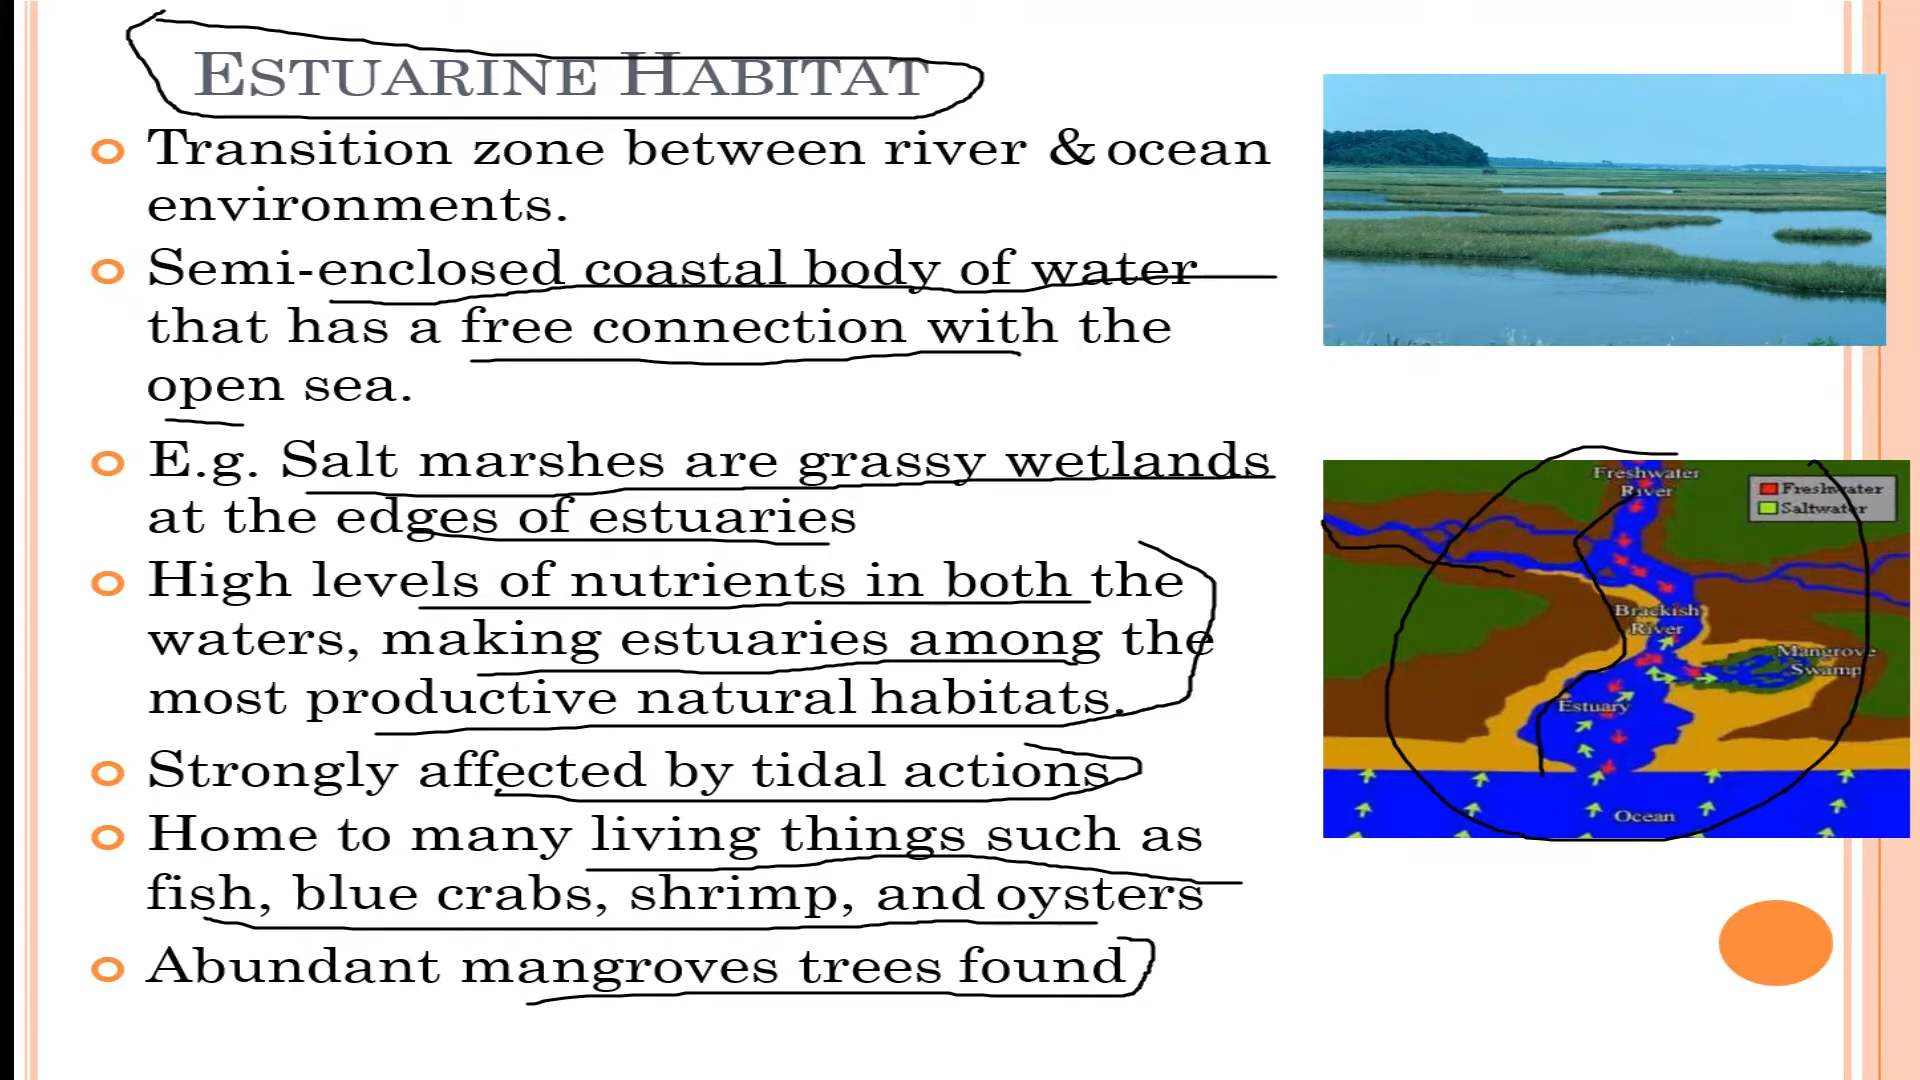 ESTUARINE HABITAT
Transition zone between river & ocean
environments.
Semi-enclosed coastal body of water
that has a free connection with the
open sea.
E.g. Salt marshes are grassy wetlands
at the edges of estuaries
High levels of nutrients in both the
waters, making estuaries among the
most productive natural habitats.
Strongly affected by tidal actions
Home to many living things such as
fish, blue crabs, shrimp, and oysters
Abundant mangroves trees found
Freshwater
River
Freshwater
Saltwater
Brackish
River
Mangrove
Swamp
Estuary
Ocean